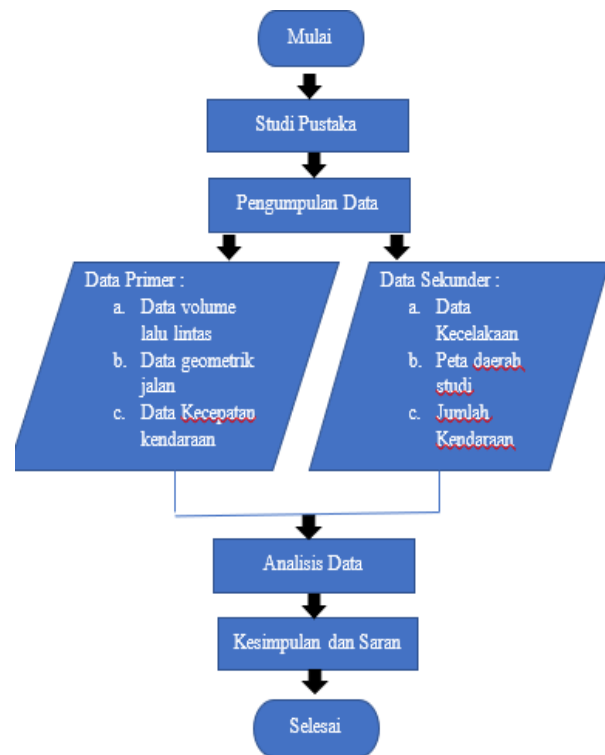 Mulai
Studi Pustaka
Pengumpulan Data
Data Primer :
a. Data volume
lalu lintas
b. Data geometrik
jalan
c. Data Kecepatan
kendaraan
Data Sekunder :
a. Data
Kecelakaan
b. Peta daerah
studi
c. Jumlah
Kendaraan
Analisis Data
Kesimpulan dan Saran
Selesai